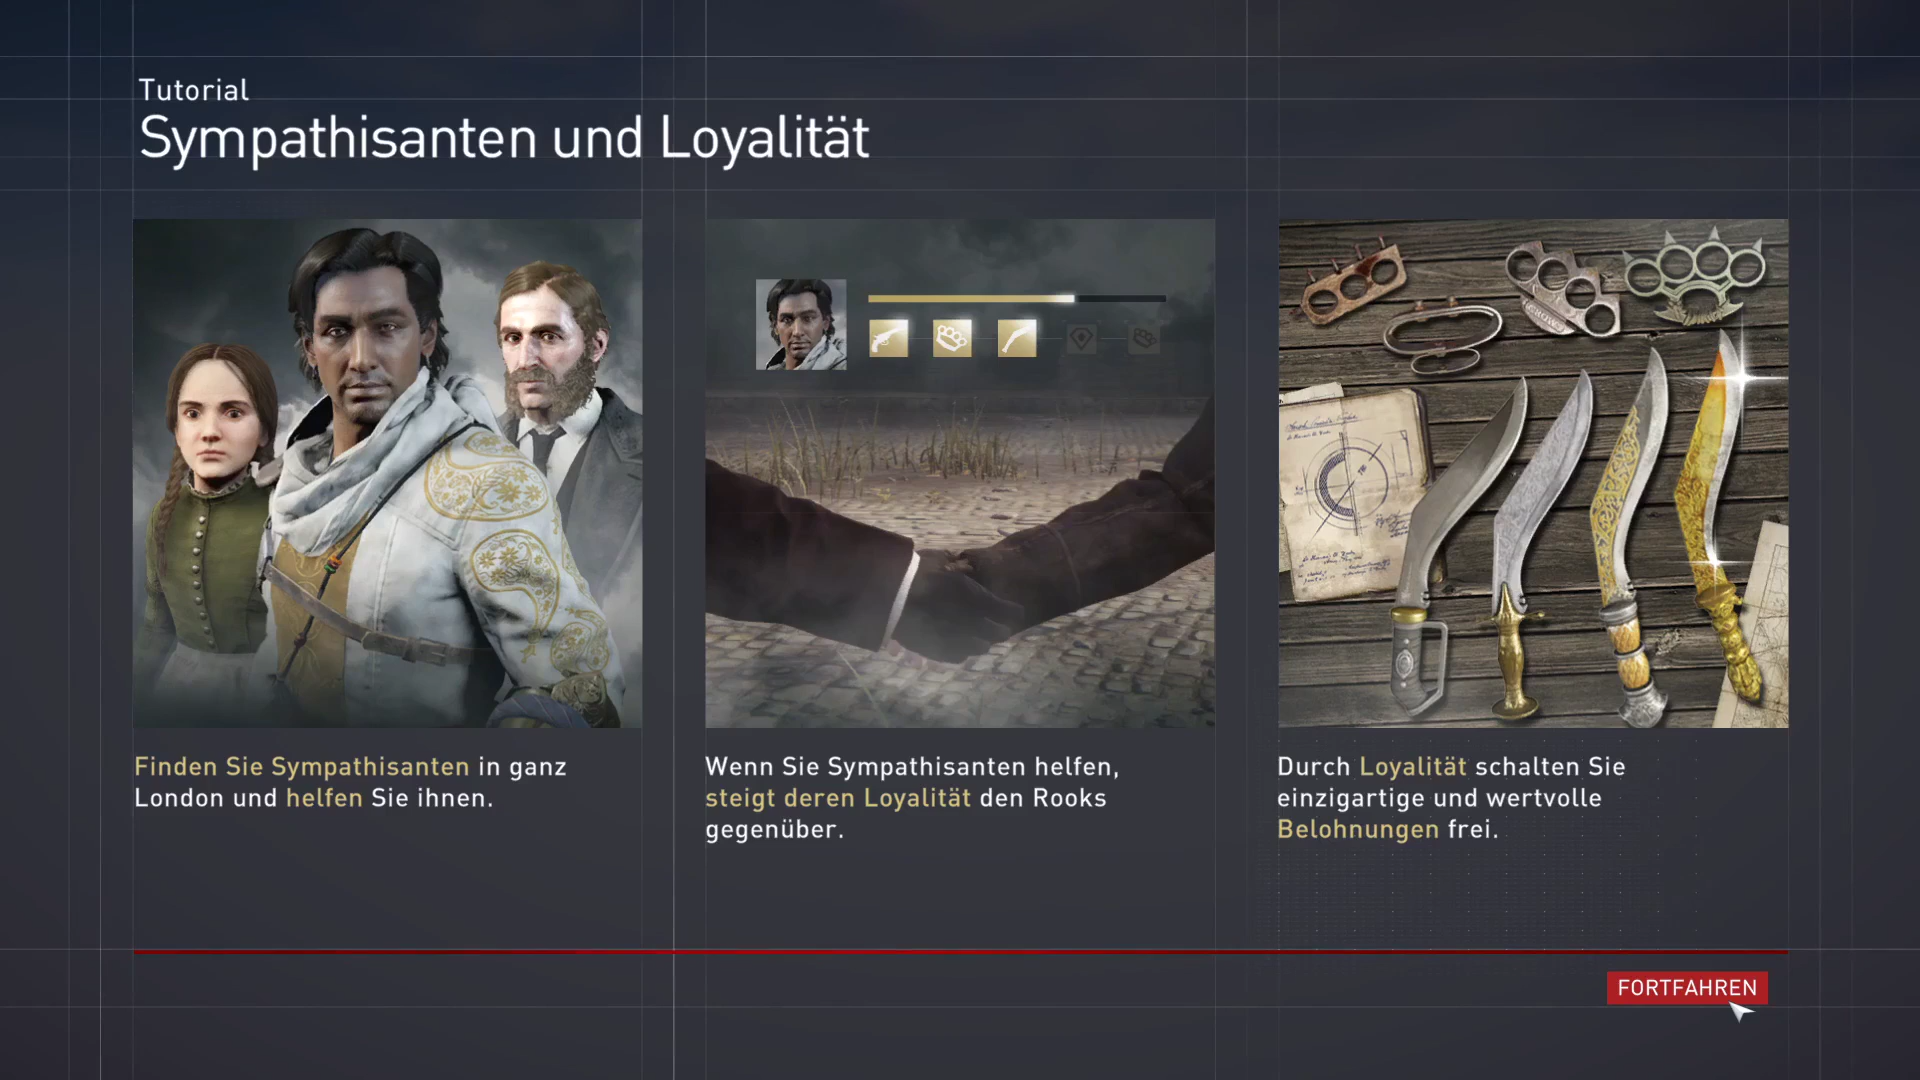 Tutorial
Sympathisanten und Loyalität
Finden Sie Sympathisanten in ganz
London und helfen Sie ihnen.
Wenn Sie Sympathisanten helfen,
steigt deren Loyalität den Rooks
gegenüber.
Durch Loyalität schalten Sie
einzigartige und wertvolle
Belohnungen frei.
FORTFAHREN